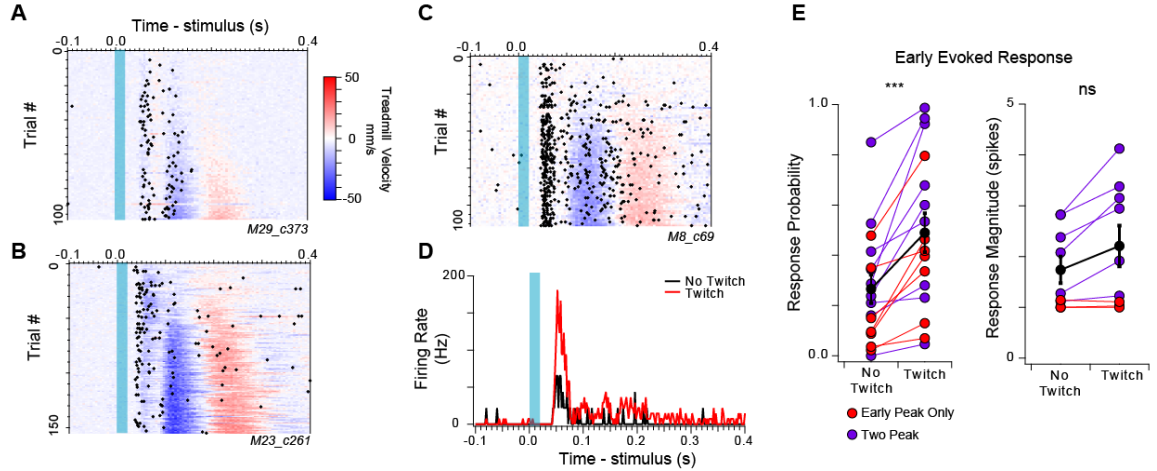 A
Time - stimulus (s)
-0.1 0.0 0.4
0
Trial #
100
M29_c373
50
0
-50
Treadmill Velocity
mm/s
B
0.0 0.4
0
Trial #
150
M23_c261
C
Time - stimulus (s)
-0.1 0.0 0.4
0
Trial #
100
M8_c69
D
200
0
Firing Rate
(Hz)
No Twitch
Twitch
-0.1 0.0 0.1 0.2 0.3 0.4
Time - stimulus (s)
E
Early Evoked Response
***
1.0
0.0
Response Probability
No
Twitch
Twitch
ns
5
0
Response Magnitude (spikes)
No
Twitch
Twitch
Early Peak Only
Two Peak